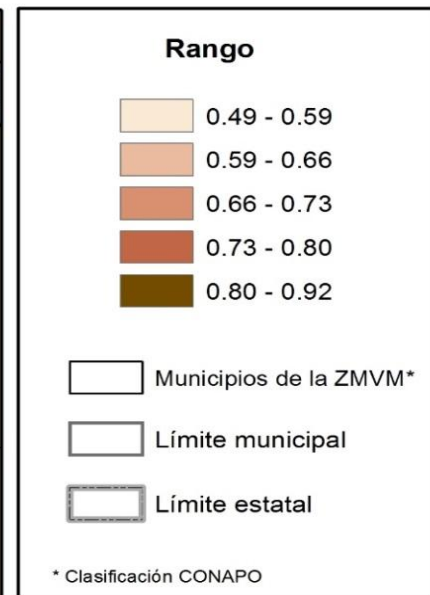 Rango
0.49 - 0.59
0.59 - 0.66
0.66 - 0.73
0.73 - 0.80
0.80 - 0.92
Municipios de la ZMVM*
Límite municipal
Límite estatal
* Clasificación CONAPO